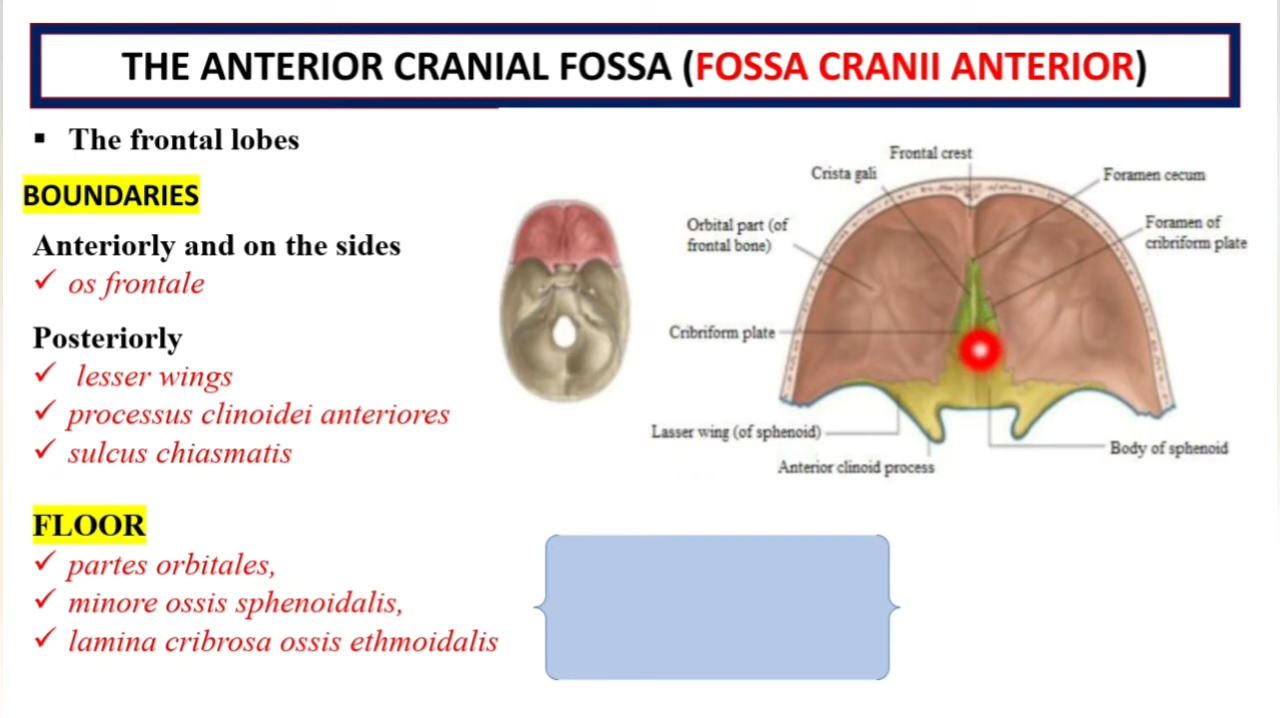 THE ANTERIOR CRANIAL FOSSA (FOSSA CRANII ANTERIOR)
▪ The frontal lobes
BOUNDARIES
Anteriorly and on the sides
✓ os frontale
Posteriorly
✓ lesser wings
✓ processus clinoidei anteriores
✓ sulcus chiasmatis
FLOOR
✓ partes orbitales,
✓ minore ossis sphenoidalis,
✓ lamina cribrosa ossis ethmoidalis
Frontal crest
Crista gali
Foramen cecum
Orbital part (of
frontal bone)
Foramen of
cribriform plate
Cribriform plate
Lasser wing (of sphenoid)
Anterior clinoid process
Body of sphenoid